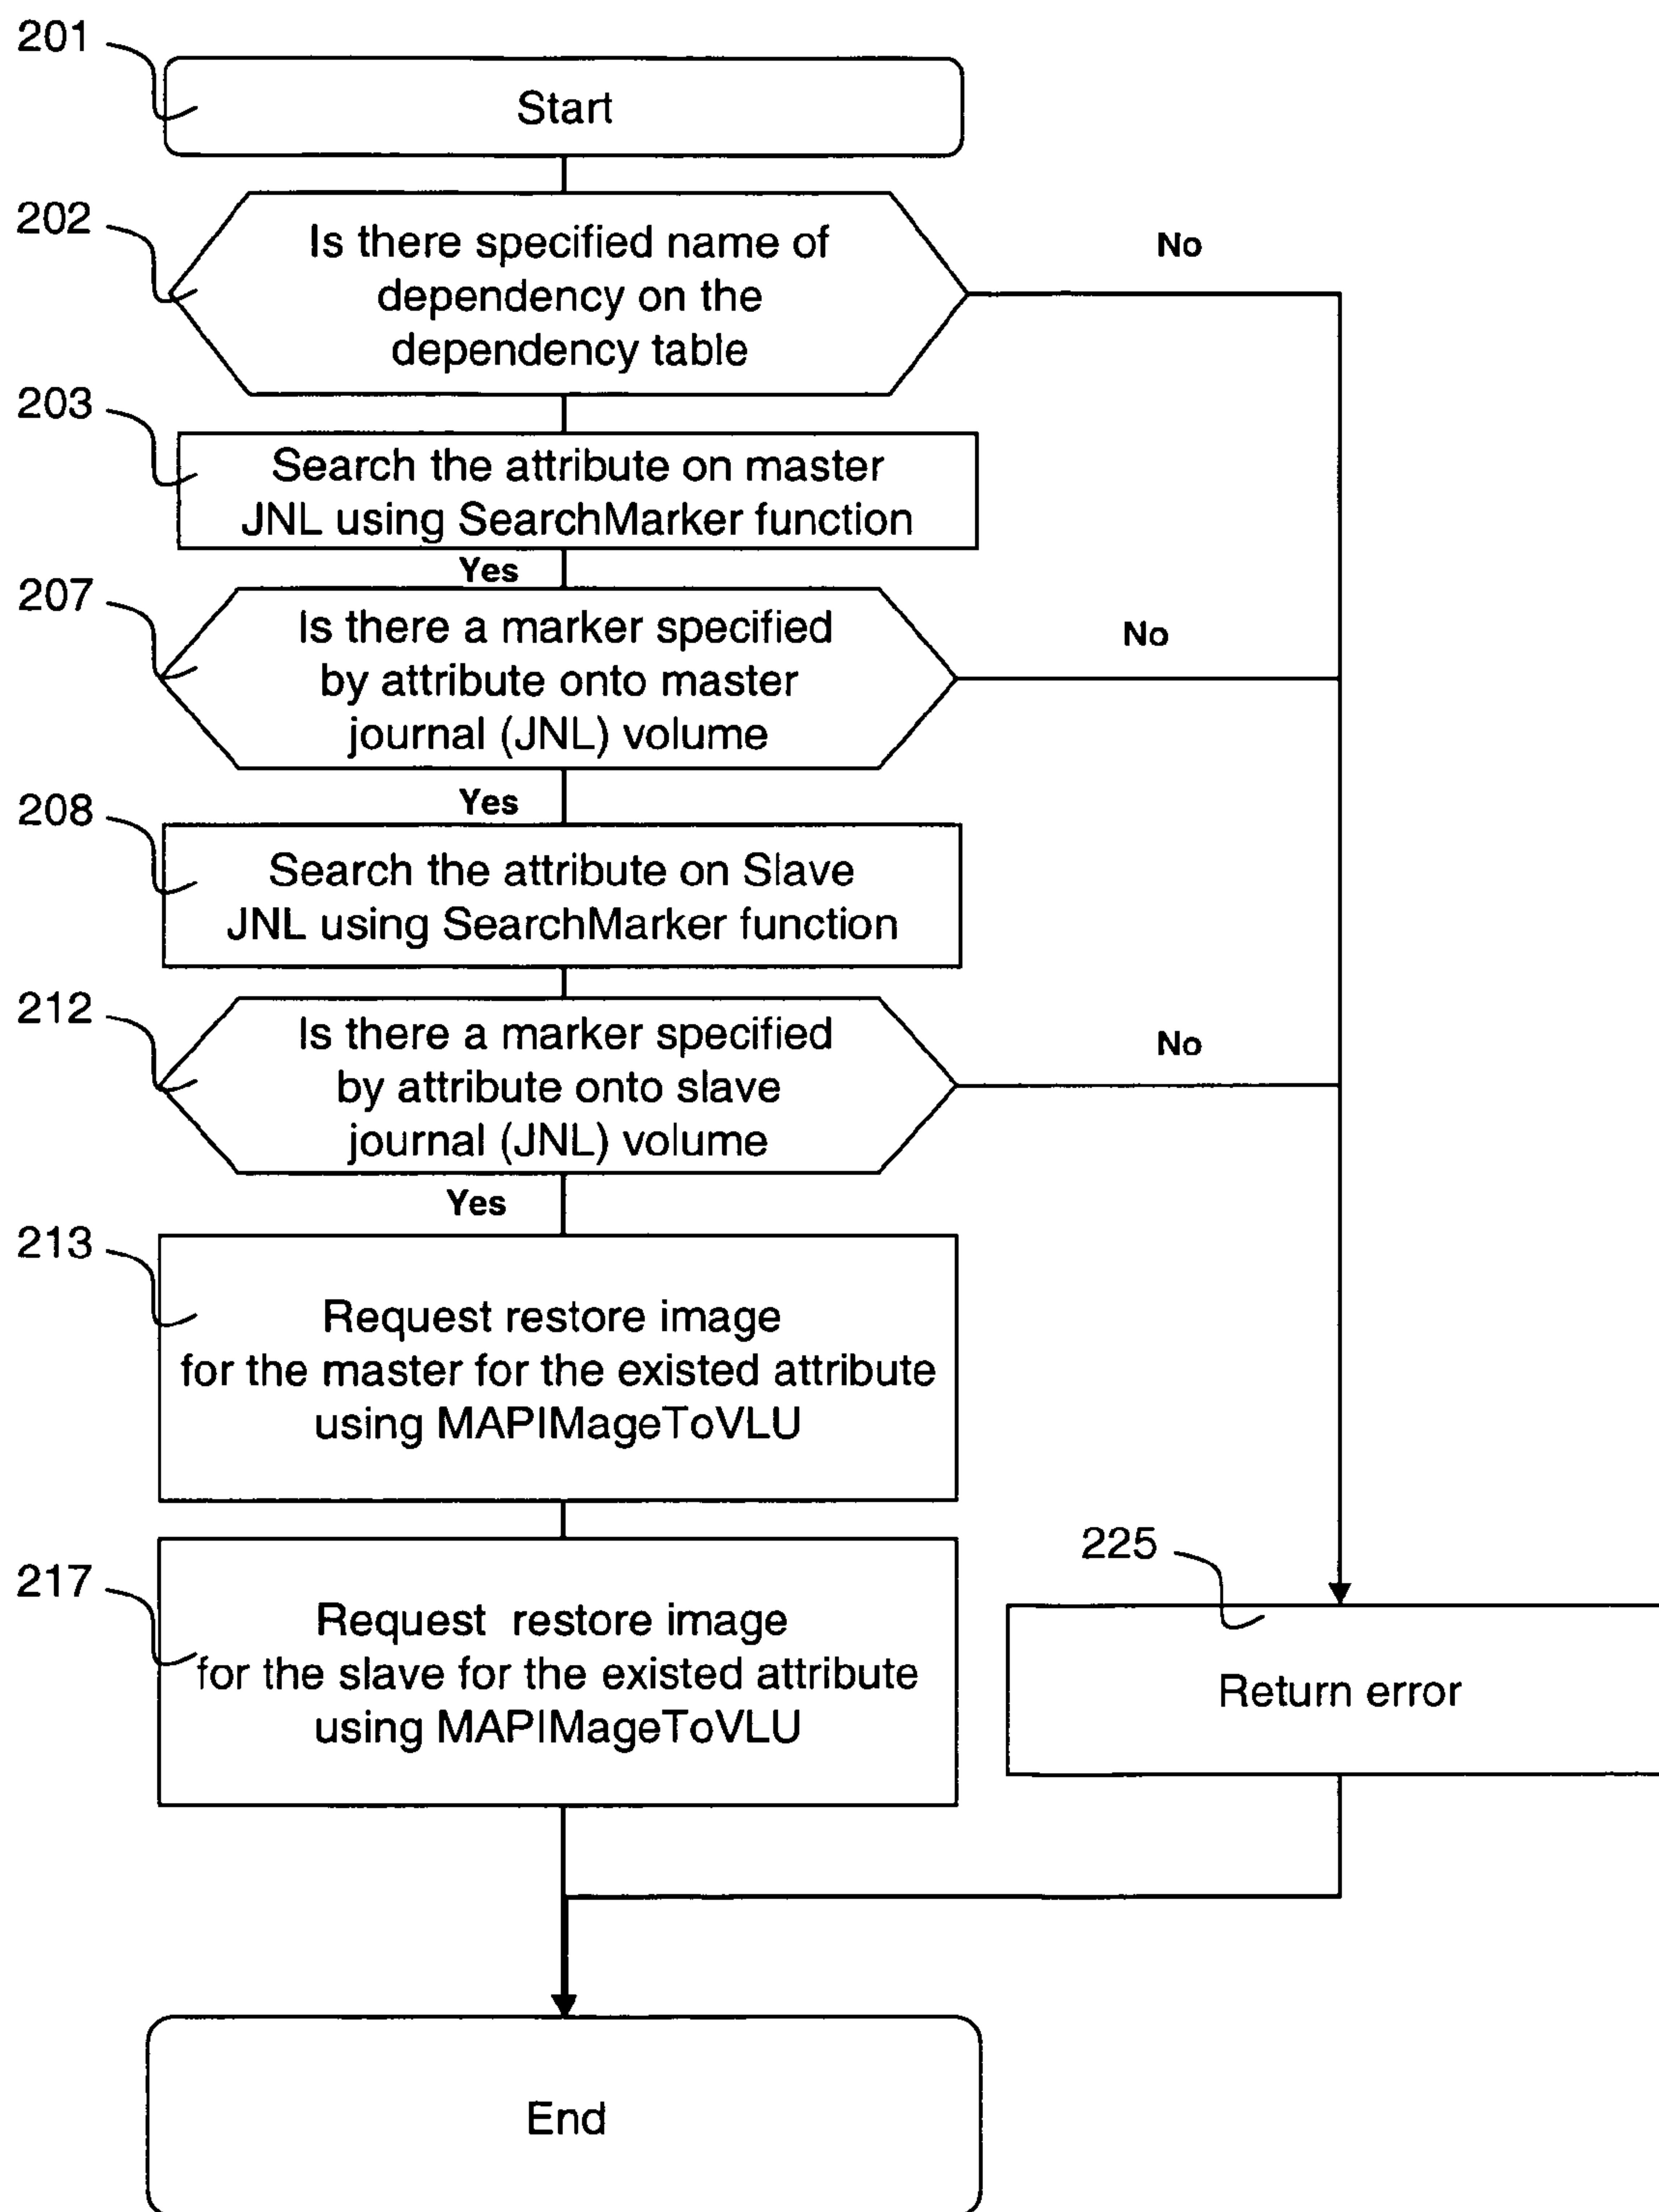 201
Start
202
Is there specified name of
dependency on the
dependency table
No
203
Search the attribute on master
JNL using SearchMarker function
Yes
207
Is there a marker specified
by attribute onto master
journal (JNL) volume
No
Yes
208
Search the attribute on Slave
JNL using SearchMarker function
212
Is there a marker specified
by attribute onto slave
journal (JNL) volume
No
Yes
213
Request restore image
for the master for the existed attribute
using MAPIMageToVLU
217
Request restore image
for the slave for the existed attribute
using MAPIMageToVLU
225
Return error
End